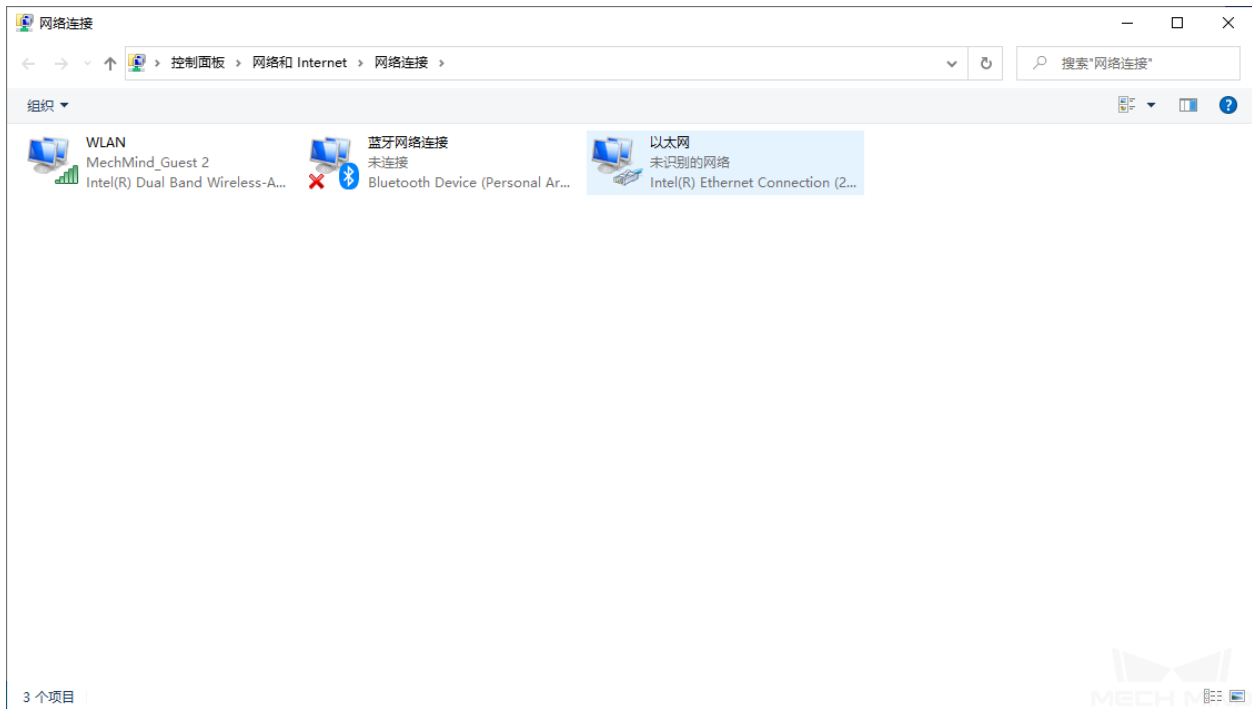 网络连接
控制面板 › 网络和 Internet › 网络连接 ›
搜索"网络连接"
组织
WLAN
MechMind_Guest 2
Intel(R) Dual Band Wireless-A...
蓝牙网络连接
未连接
Bluetooth Device (Personal Ar...
以太网
未识别的网络
Intel(R) Ethernet Connection (2...
3 个项目
MECH